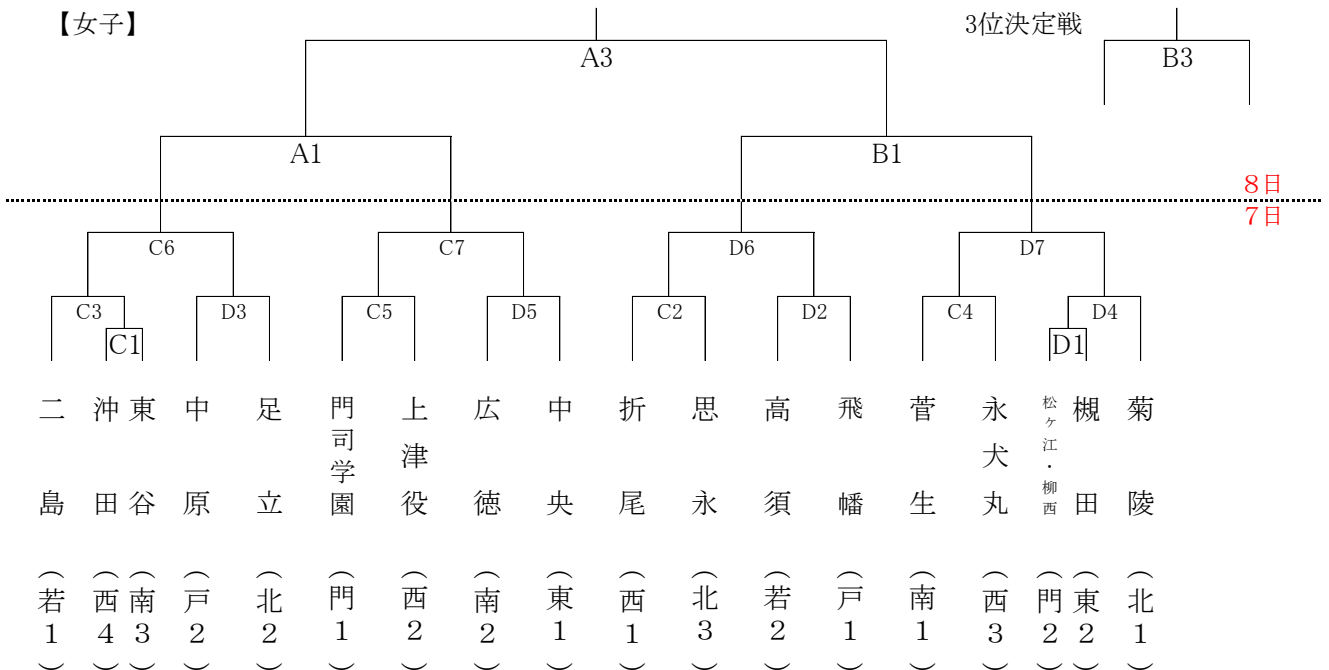 【女子】
3位決定戦
A3
B3
A1
B1
8日
7日
C6
C7
D6
D7
C3
D3
C5
D5
C2
D2
C4
D4
C1
D1
二島（若1）
沖田（西4）
東谷（南3）
中原（戸2）
足立（北2）
門司学園（門1）
上津役（西2）
広徳（南2）
中央（東1）
折尾（西1）
思永（北3）
高須（若2）
飛幡（戸1）
菅生（南1）
永犬丸（西3）
松ヶ江・柳西（門2）
槻田（東2）
菊陵（北1）